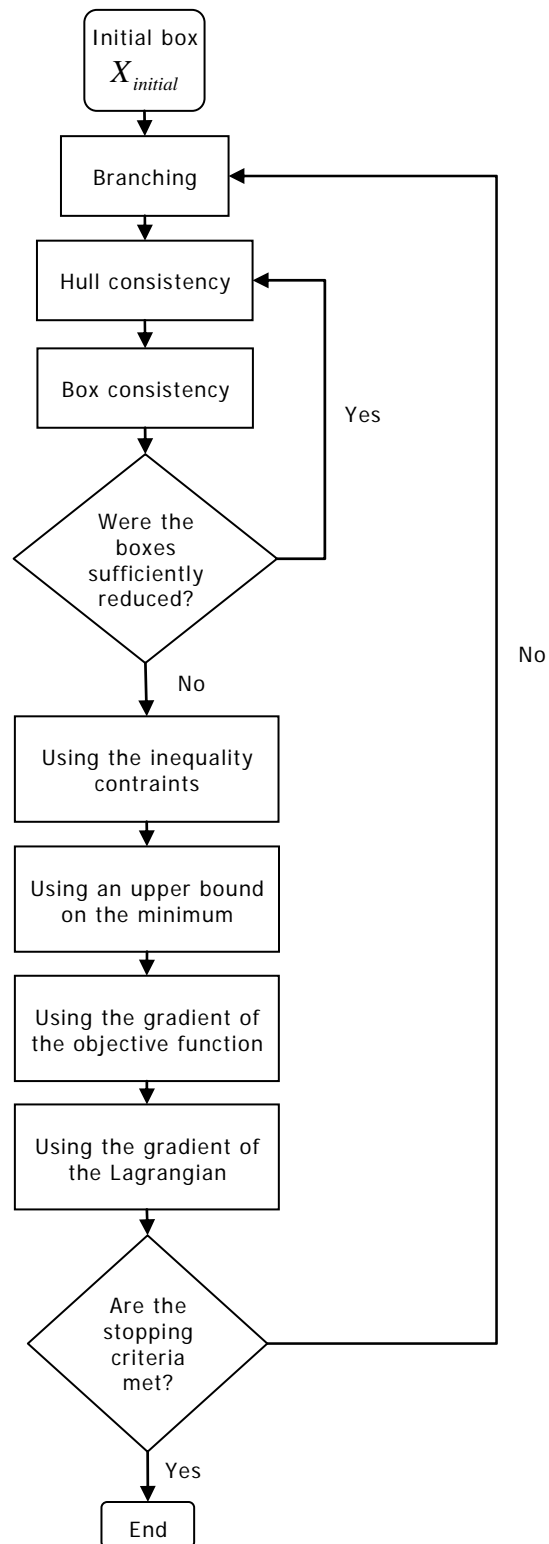 Initial box
X initial
Branching
Hull consistency
Box consistency
Yes
Were the
boxes
sufficiently
reduced?
No
No
Using the inequality
contraints
Using an upper bound
on the minimum
Using the gradient of
the objective function
Using the gradient of
the Lagrangian
Are the
stopping
criteria
met?
Yes
End